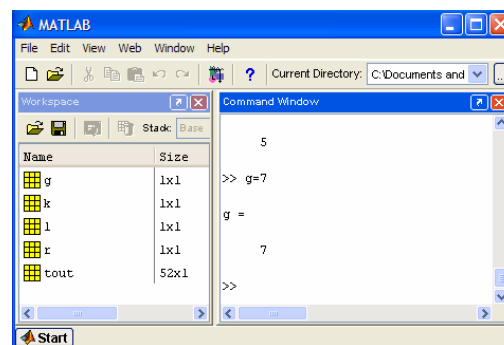 MATLAB
File Edit View Web Window Help
? Current Directory: C:\Documents and
Workspace
Stack: Base
Name Size
g 1x1
k 1x1
l 1x1
r 1x1
tout 52x1
Command Window
5
>> g=7
g =
7
>>
Start